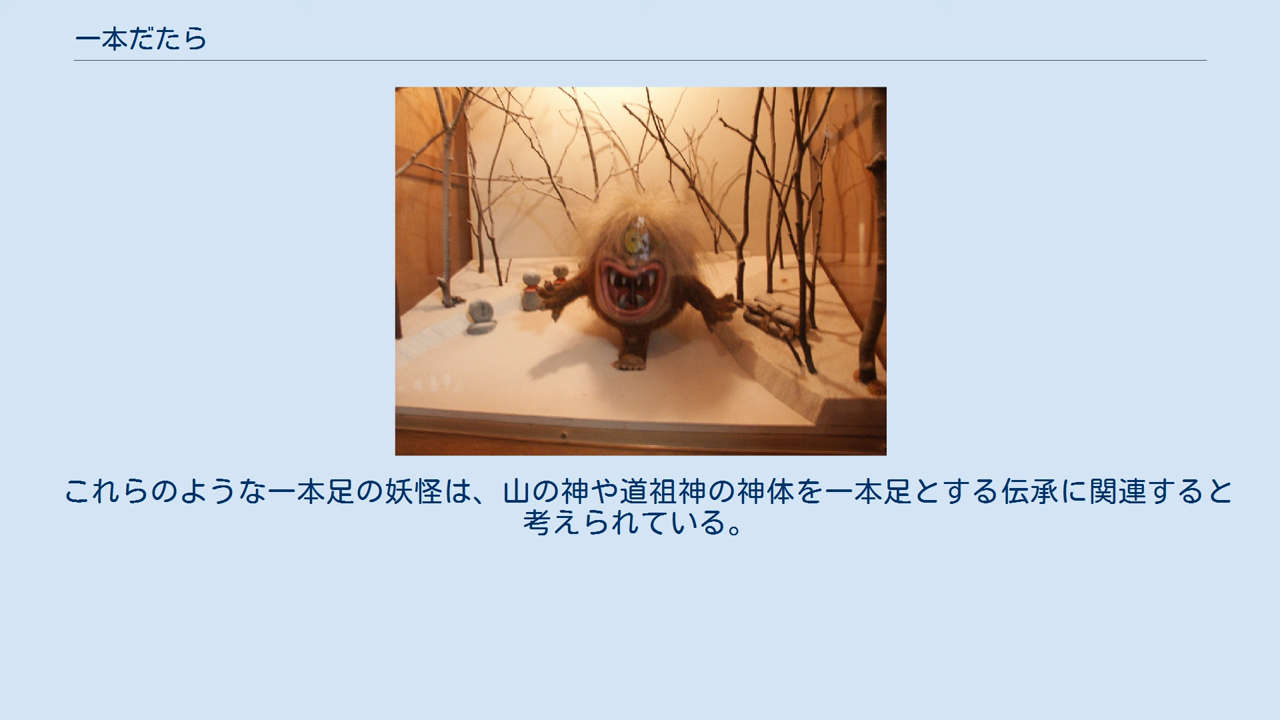 一本だたら
これらのような一本足の妖怪は、山の神や道祖神の神体を一本足とする伝承に関連すると
考えられている。